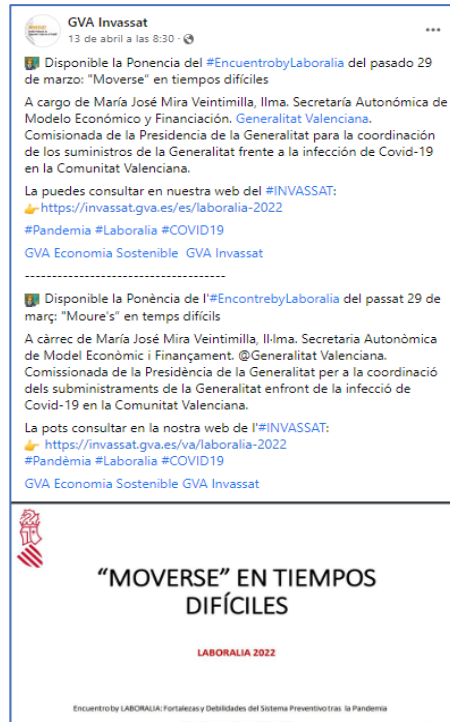 GVA Invassat
13 de abril a las 8:30 ·
Disponible la Ponencia del #EncuentrobyLaboralia del pasado 29
de marzo: "Moverse” en tiempos difíciles
A cargo de María José Mira Veintimilla, Ilma. Secretaría Autonómica de
Modelo Económico y Financiación. Generalitat Valenciana.
Comisionada de la Presidencia de la Generalitat para la coordinación
de los suministros de la Generalitat frente a la infección de Covid-19
en la Comunitat Valenciana.
La puedes consultar en nuestra web del #INVASSAT:
👉https://invassat.gva.es/es/laboralia-2022
#Pandemia #Laboralia #COVID19
GVA Economia Sostenible GVA Invassat
-----------------------------------
Disponible la Ponència de l'#EncontrebyLaboralia del passat 29 de
març: "Moure's” en temps difícils
A càrrec de María José Mira Veintimilla, Il·lma. Secretaria Autonòmica
de Model Econòmic i Finançament. @Generalitat Valenciana.
Comissionada de la Presidència de la Generalitat per a la coordinació
dels subministraments de la Generalitat enfront de la infecció de
Covid-19 en la Comunitat Valenciana.
La pots consultar en la nostra web de l'#INVASSAT:
👉 https://invassat.gva.es/va/laboralia-2022
#Pandèmia #Laboralia #COVID19
GVA Economia Sostenible GVA Invassat
“MOVERSE” EN TIEMPOS
DIFÍCILES
LABORALIA 2022
Encuentro by LABORALIA: Fortalezas y Debilidades del Sistema Preventivo tras la Pandemia